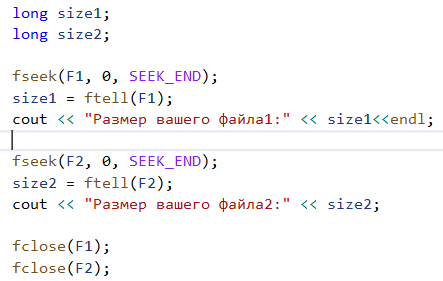 long size1;
long size2;
fseek(F1, 0, SEEK_END);
size1 = ftell(F1);
cout << "Размер вашего файла1:" << size1<<endl;
fseek(F2, 0, SEEK_END);
size2 = ftell(F2);
cout << "Размер вашего файла2:" << size2;
fclose(F1);
fclose(F2);